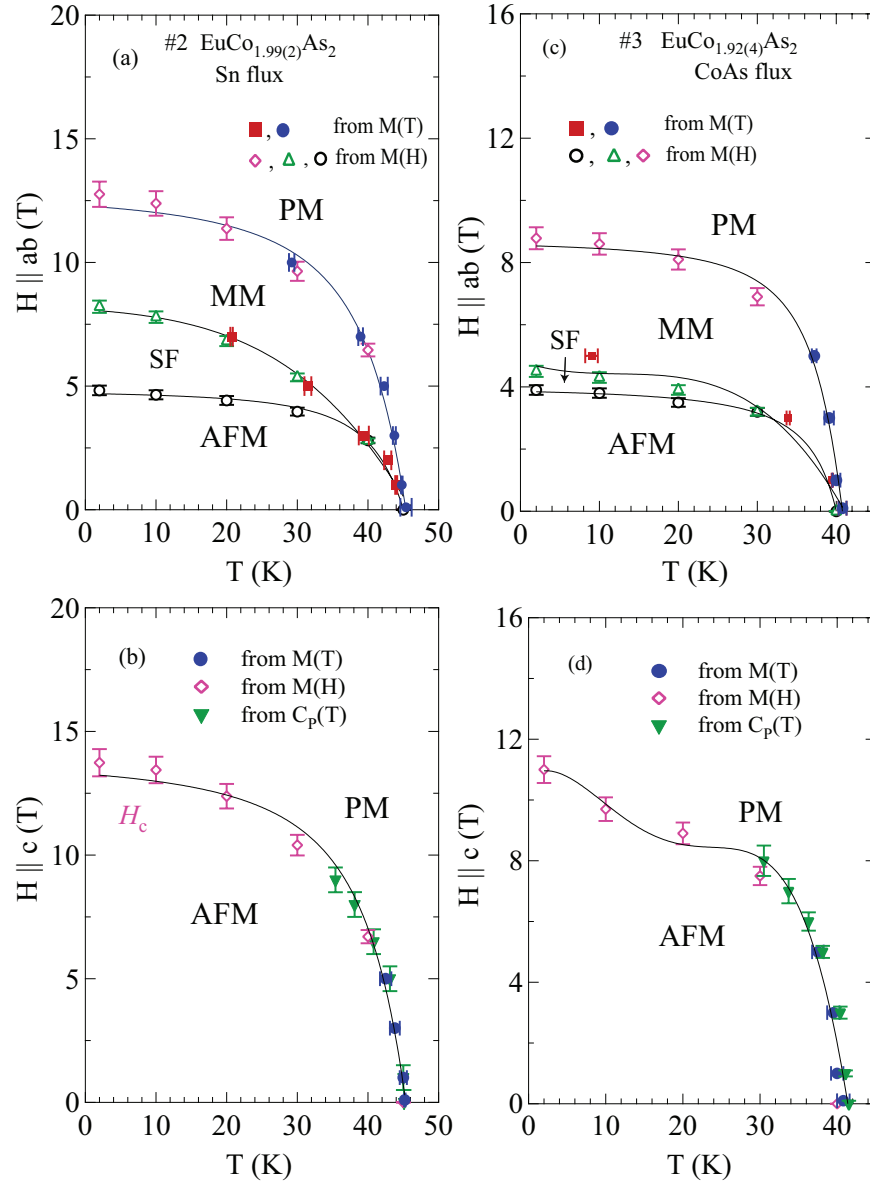 (a)
#2 EuCo1.99(2)As2
Sn flux
, from M(T)
, , from M(H)
PM
MM
SF
AFM
H || ab (T)
20
15
10
5
0
0 10 20 30 40 50
T (K)
(c)
#3 EuCo1.92(4)As2
CoAs flux
, from M(T)
, , from M(H)
PM
MM
SF
AFM
H || ab (T)
16
12
8
4
0
0 10 20 30 40
T (K)
(b)
from M(T)
from M(H)
from CP(T)
PM
Hc
AFM
H || c (T)
20
15
10
5
0
0 10 20 30 40 50
T (K)
(d)
from M(T)
from M(H)
from CP(T)
PM
AFM
H || c (T)
16
12
8
4
0
0 10 20 30 40
T (K)